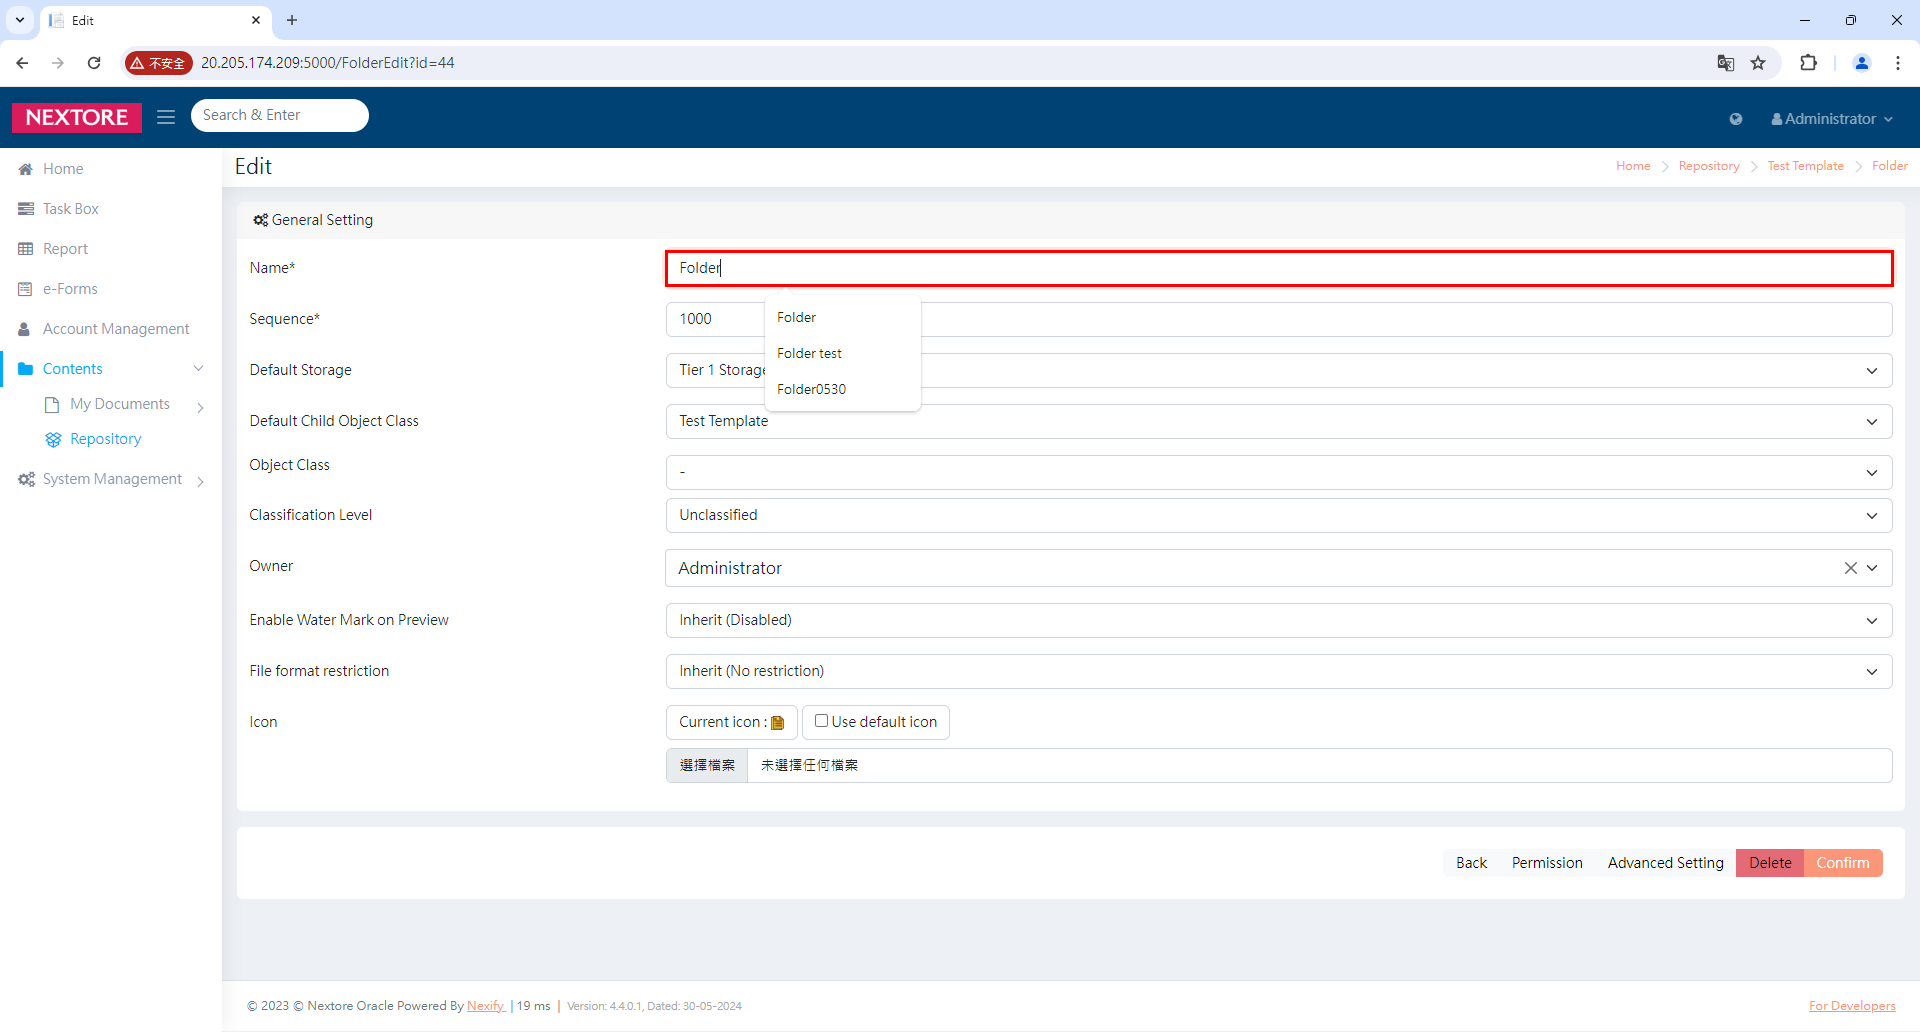 Edit
不安全
20.205.174.209:5000/FolderEdit?id=44
NEXTORE
Search & Enter
Administrator
Home
Task Box
Report
e-Forms
Account Management
Contents
My Documents
Repository
System Management
Edit
Home
Repository
Test Template
Folder
General Setting
Name*
Folder
Folder
Folder test
Folder0530
Sequence*
1000
Default Storage
Tier 1 Storage
Default Child Object Class
Test Template
Object Class
-
Classification Level
Unclassified
Owner
Administrator
Enable Water Mark on Preview
Inherit (Disabled)
File format restriction
Inherit (No restriction)
Icon
Current icon :
Use default icon
選擇檔案
未選擇任何檔案
Back
Permission
Advanced Setting
Delete
Confirm
© 2023 © Nextore Oracle Powered By Nexify | 19 ms | Version: 4.4.0.1, Dated: 30-05-2024
For Developers